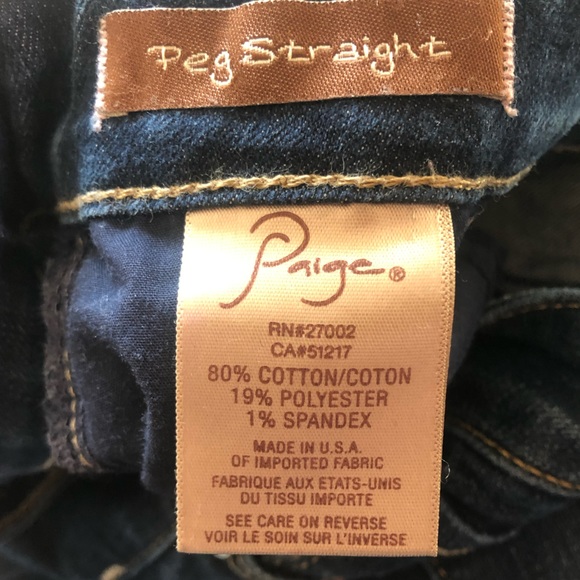 Peg Straight
Paige®
RN#27002
CA#51217
80% COTTON/COTON
19% POLYESTER
1% SPANDEX
MADE IN U.S.A.
OF IMPORTED FABRIC
FABRIQUE AUX ETATS-UNIS
DU TISSU IMPORTE
SEE CARE ON REVERSE
VOIR LE SOIN SUR L'INVERSE